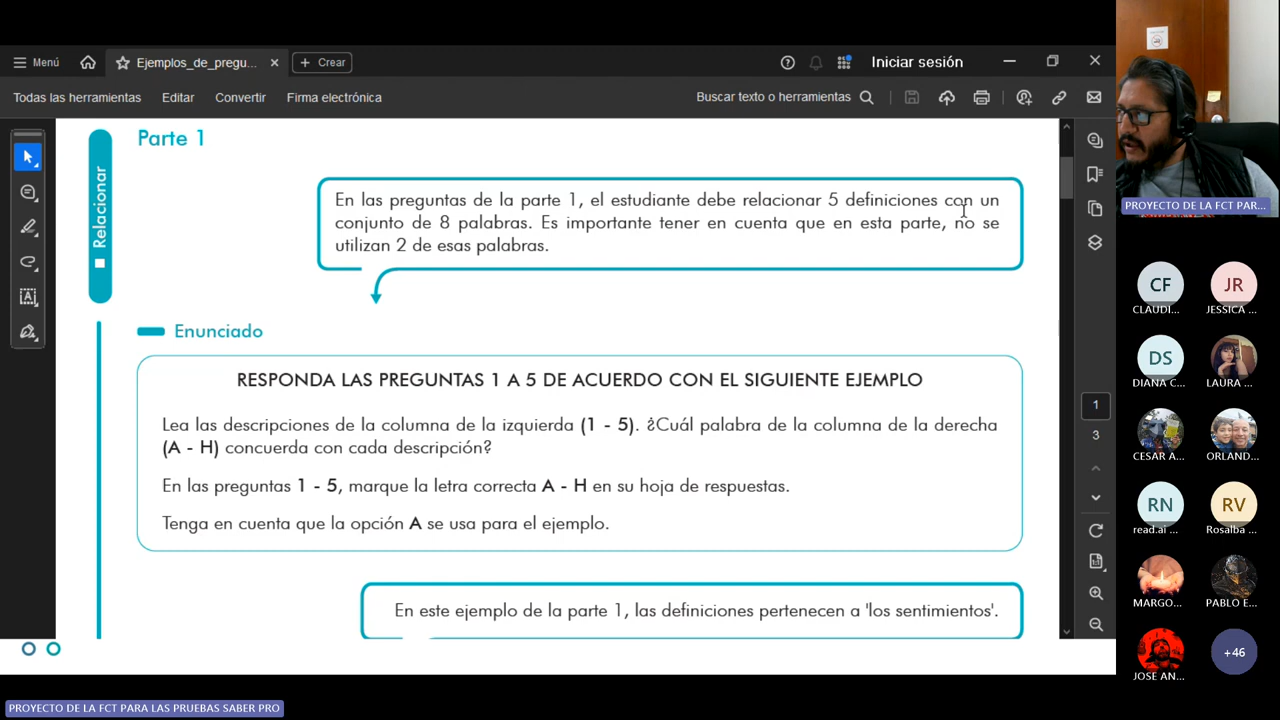 Menú
Ejemplos_de_pregu...
Crear
Iniciar sesión
Todas las herramientas
Editar
Convertir
Firma electrónica
Buscar texto o herramientas
Relacionar
Parte 1
En las preguntas de la parte 1, el estudiante debe relacionar 5 definiciones con un
conjunto de 8 palabras. Es importante tener en cuenta que en esta parte, no se
utilizan 2 de esas palabras.
Enunciado
RESPONDA LAS PREGUNTAS 1 A 5 DE ACUERDO CON EL SIGUIENTE EJEMPLO
Lea las descripciones de la columna de la izquierda (1 - 5). ¿Cuál palabra de la columna de la derecha
(A - H) concuerda con cada descripción?
En las preguntas 1 - 5, marque la letra correcta A - H en su hoja de respuestas.
Tenga en cuenta que la opción A se usa para el ejemplo.
En este ejemplo de la parte 1, las definiciones pertenecen a 'los sentimientos'.
1
3
PROYECTO DE LA FCT PAR...
CF
CLAUDI...
JR
JESSICA ...
DS
DIANA C...
LAURA ...
CESAR A...
ORLAND...
RN
read.ai ...
RV
Rosalba ...
MARGO...
PABLO E...
JOSE AN...
+46
PROYECTO DE LA FCT PARA LAS PRUEBAS SABER PRO